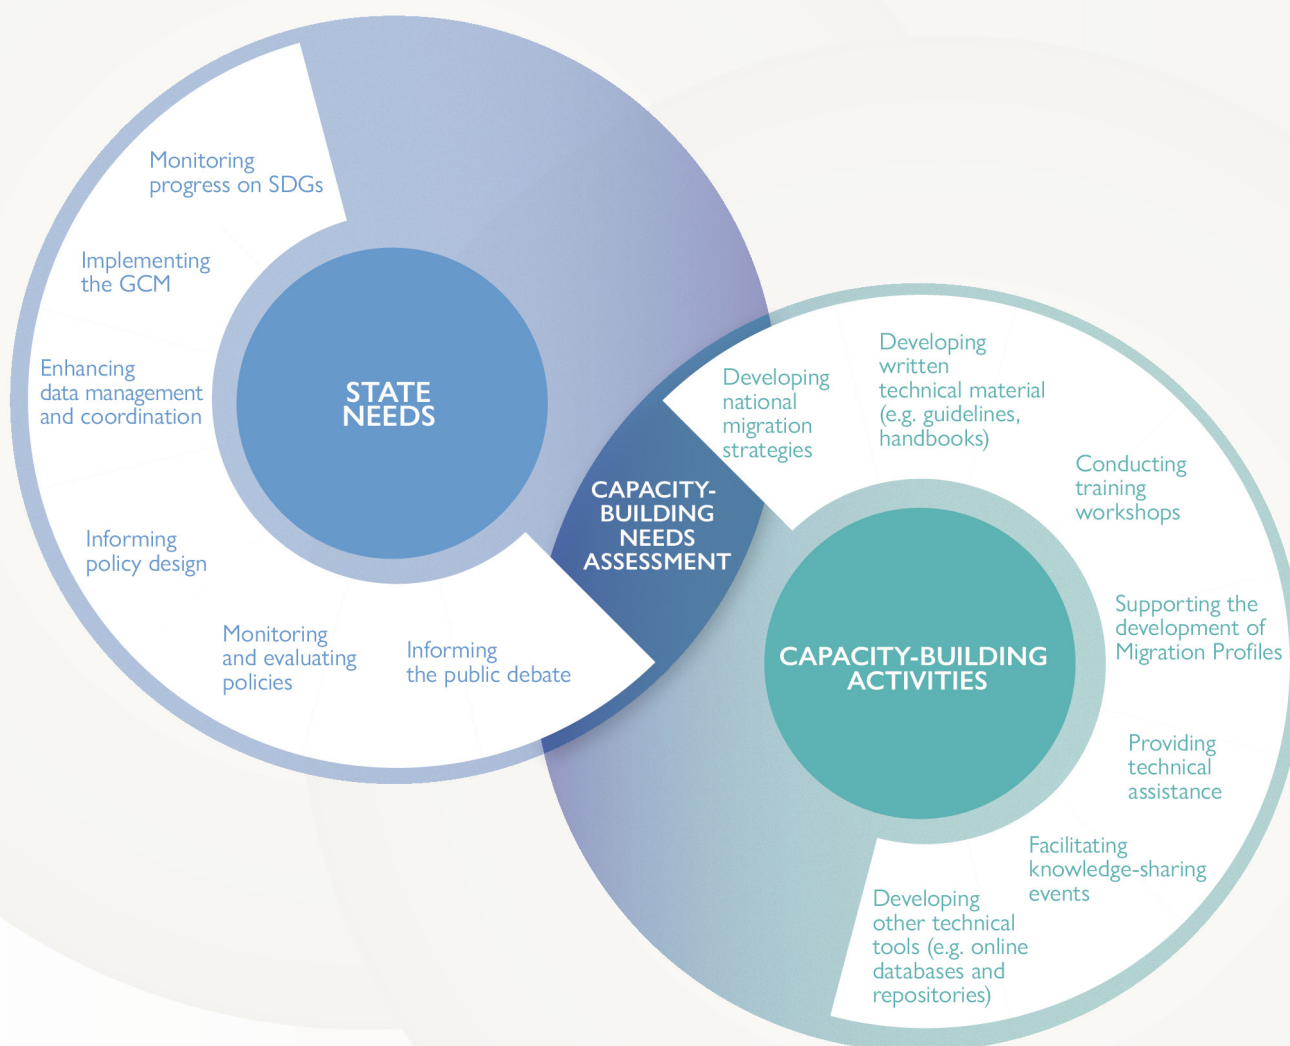 Monitoring
progress on SDGs
Implementing
the GCM
Enhancing
data management
and coordination
Informing
policy design
Monitoring
and evaluating
policies
Informing
the public debate
STATE
NEEDS
CAPACITY-
BUILDING
NEEDS
ASSESSMENT
Developing
national
migration
strategies
Developing
written
technical material
(e.g. guidelines,
handbooks)
Conducting
training
workshops
Supporting the
development of
Migration Profiles
Providing
technical
assistance
Facilitating
knowledge-sharing
events
Developing
other technical
tools (e.g. online
databases and
repositories)
CAPACITY-BUILDING
ACTIVITIES